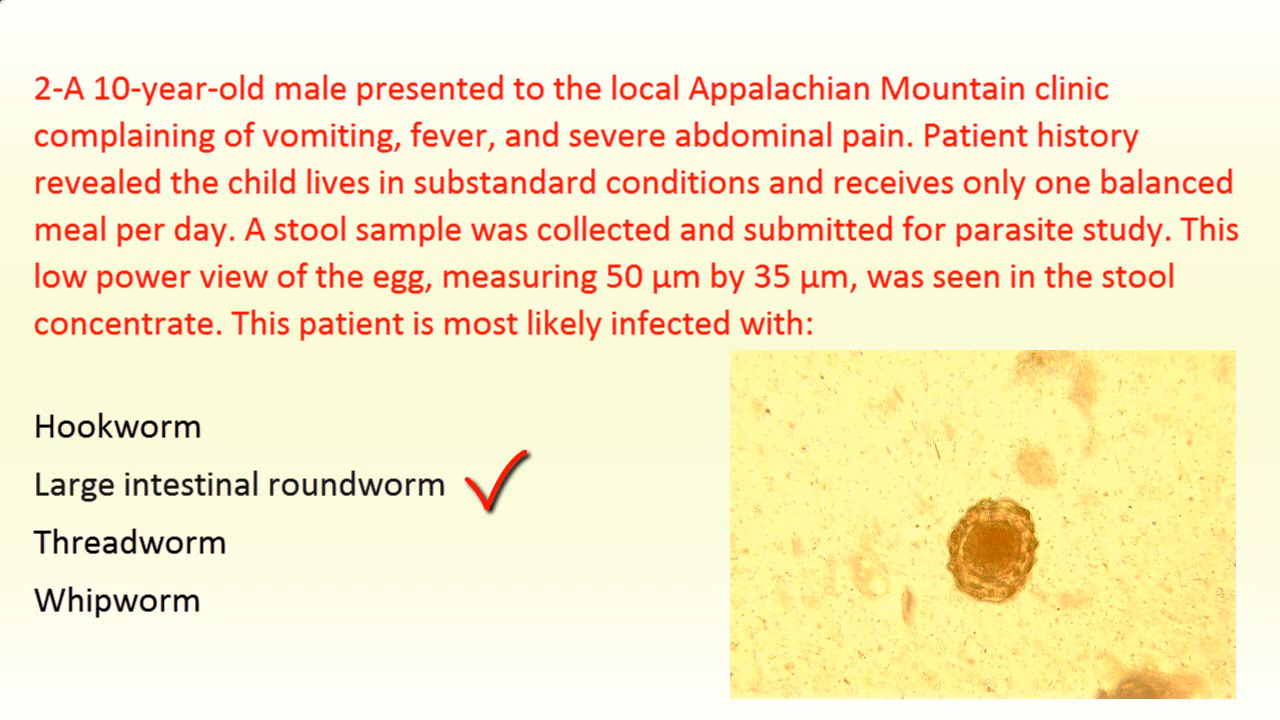 2-A 10-year-old male presented to the local Appalachian Mountain clinic
complaining of vomiting, fever, and severe abdominal pain. Patient history
revealed the child lives in substandard conditions and receives only one balanced
meal per day. A stool sample was collected and submitted for parasite study. This
low power view of the egg, measuring 50 µm by 35 µm, was seen in the stool
concentrate. This patient is most likely infected with:
Hookworm
Large intestinal roundworm
Threadworm
Whipworm